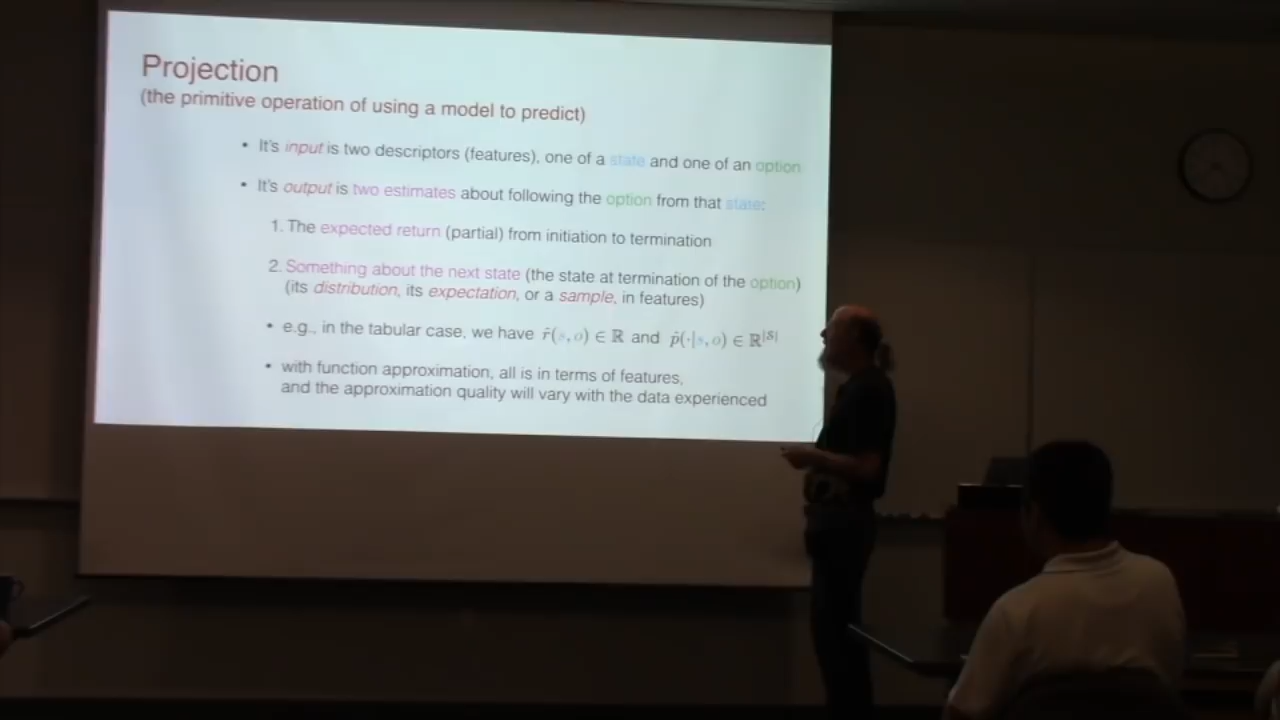 Projection
(the primitive operation of using a model to predict)
• It's input is two descriptors (features), one of a state and one of an option
• It's output is two estimates about following the option from that state:
1. The expected return (partial) from initiation to termination
2. Something about the next state (the state at termination of the option)
(its distribution, its expectation, or a sample, in features)
• e.g., in the tabular case, we have r̂(s, o) ∈ ℝ and p̂(·|s, o) ∈ ℝ^|S|
• with function approximation, all is in terms of features,
and the approximation quality will vary with the data experienced